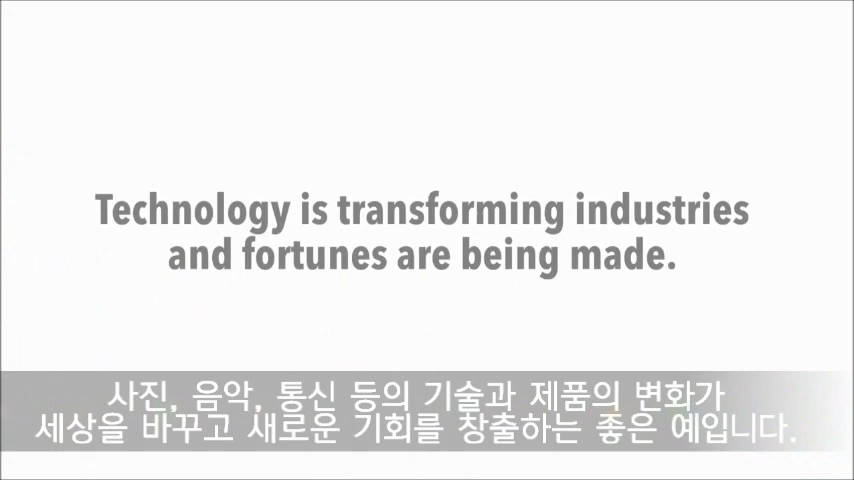 Technology is transforming industries
and fortunes are being made.
사진, 음악, 통신 등의 기술과 제품의 변화가
세상을 바꾸고 새로운 기회를 창출하는 좋은 예입니다.